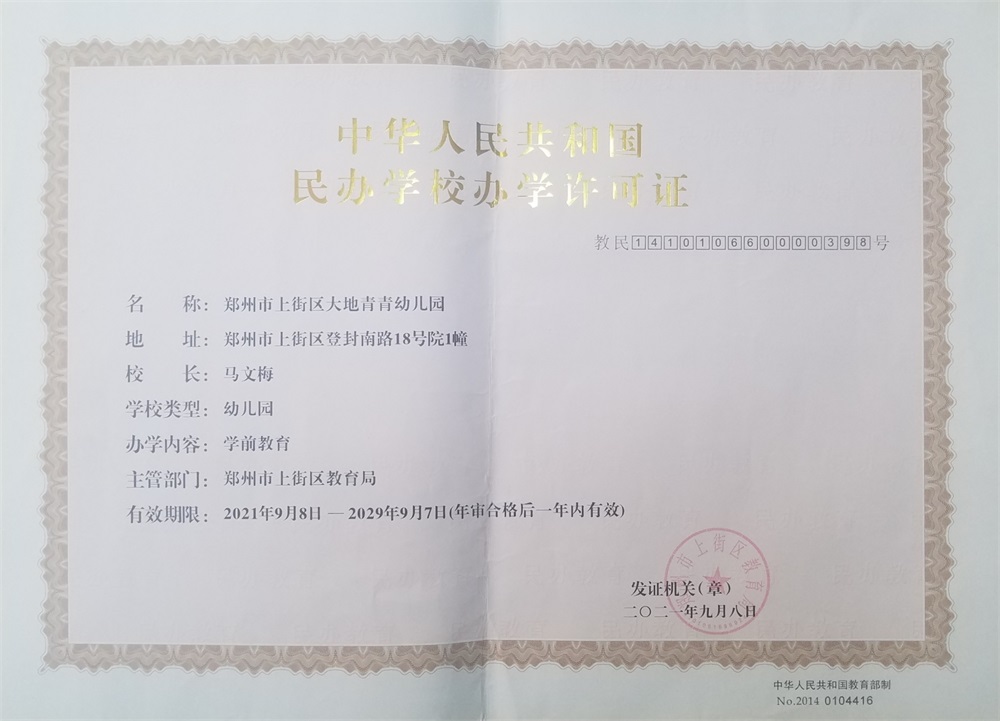 中华人民共和国
民办学校办学许可证
教民141010660000398号
名 称：郑州市上街区大地青青幼儿园
地 址：郑州市上街区登封南路18号院1幢
校 长：马文梅
学校类型：幼儿园
办学内容：学前教育
主管部门：郑州市上街区教育局
有效期限：2021年9月8日 — 2029年9月7日(年审合格后一年内有效)
市上街区教育局
发证机关(章)
二〇二一年九月八日
中华人民共和国教育部制
No.2014 0104416